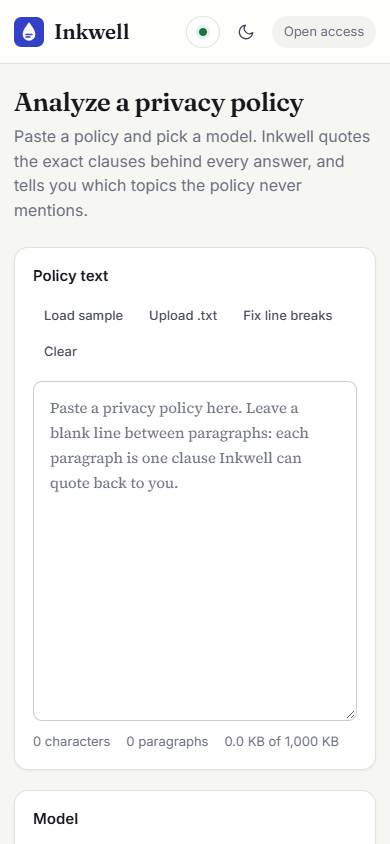 Inkwell
Open access
Analyze a privacy policy
Paste a policy and pick a model. Inkwell quotes
the exact clauses behind every answer, and
tells you which topics the policy never
mentions.
Policy text
Load sample Upload .txt Fix line breaks
Clear
Paste a privacy policy here. Leave a
blank line between paragraphs: each
paragraph is one clause Inkwell can
quote back to you.
0 characters 0 paragraphs 0.0 KB of 1,000 KB
Model